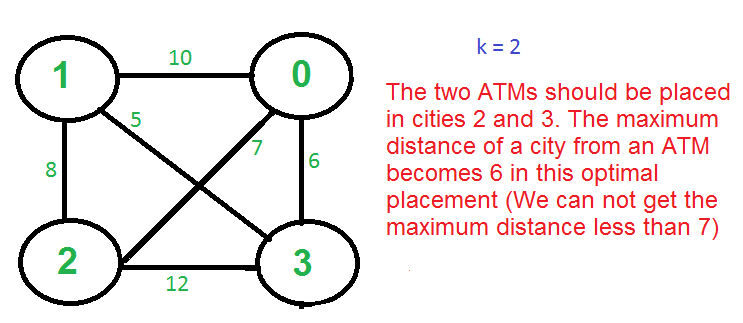 10
k = 2
1
0
The two ATMs should be placed
in cities 2 and 3. The maximum
5
distance of a city from an ATM
7
6
8
becomes 6 in this optimal
placement (We can not get the
maximum distance less than 7)
2
3
12